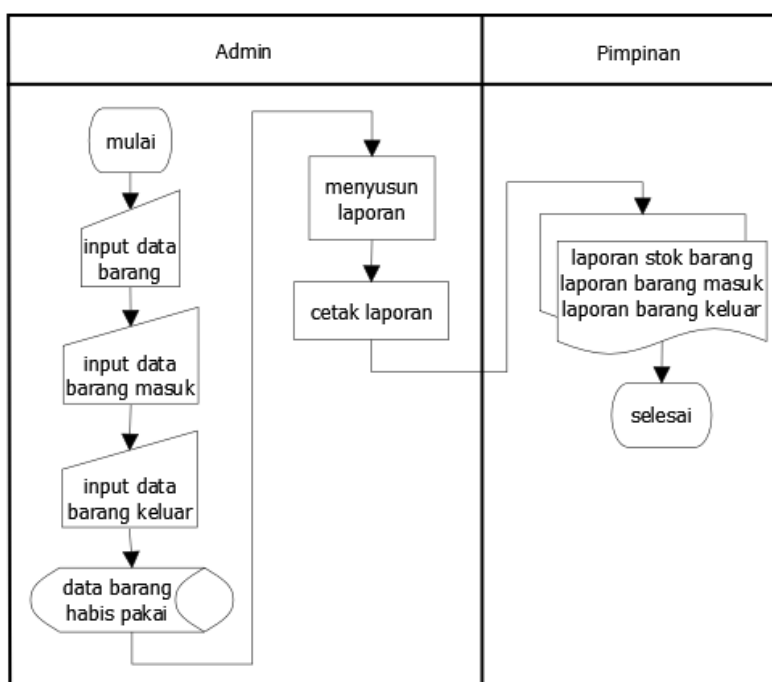 Admin
Pimpinan
mulai
input data
barang
input data
barang masuk
input data
barang keluar
data barang
habis pakai
menyusun
laporan
cetak laporan
laporan stok barang
laporan barang masuk
laporan barang keluar
selesai